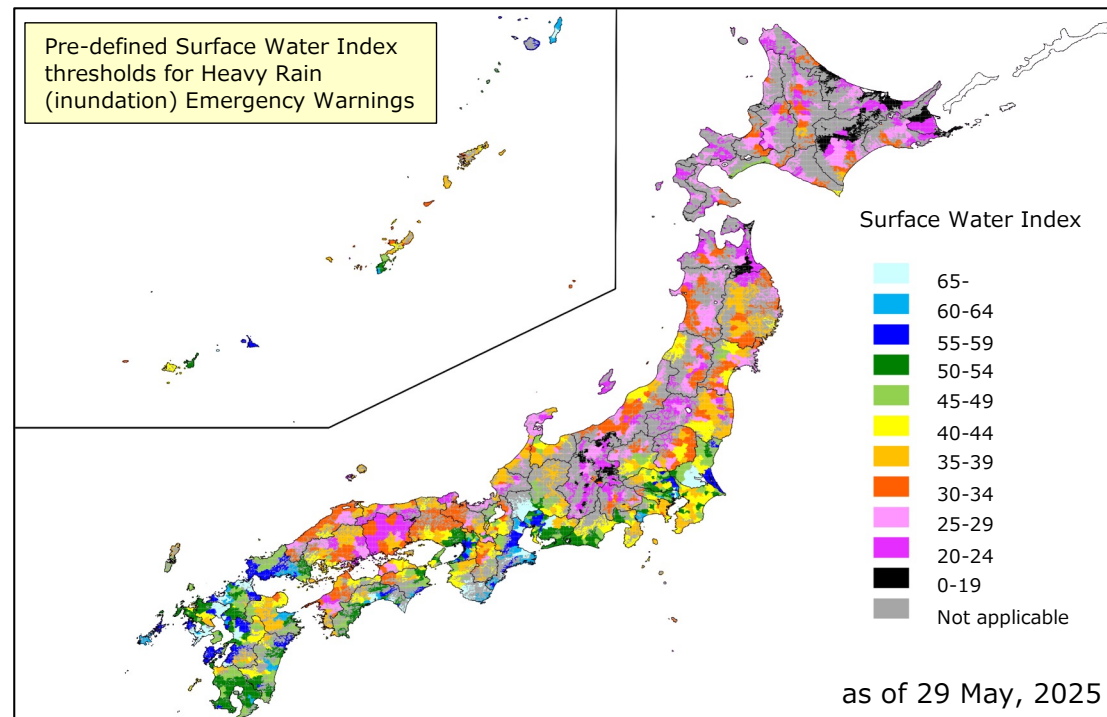 Pre-defined Surface Water Index
thresholds for Heavy Rain
(inundation) Emergency Warnings
Surface Water Index
65-
60-64
55-59
50-54
45-49
40-44
35-39
30-34
25-29
20-24
0-19
Not applicable
as of 29 May, 2025